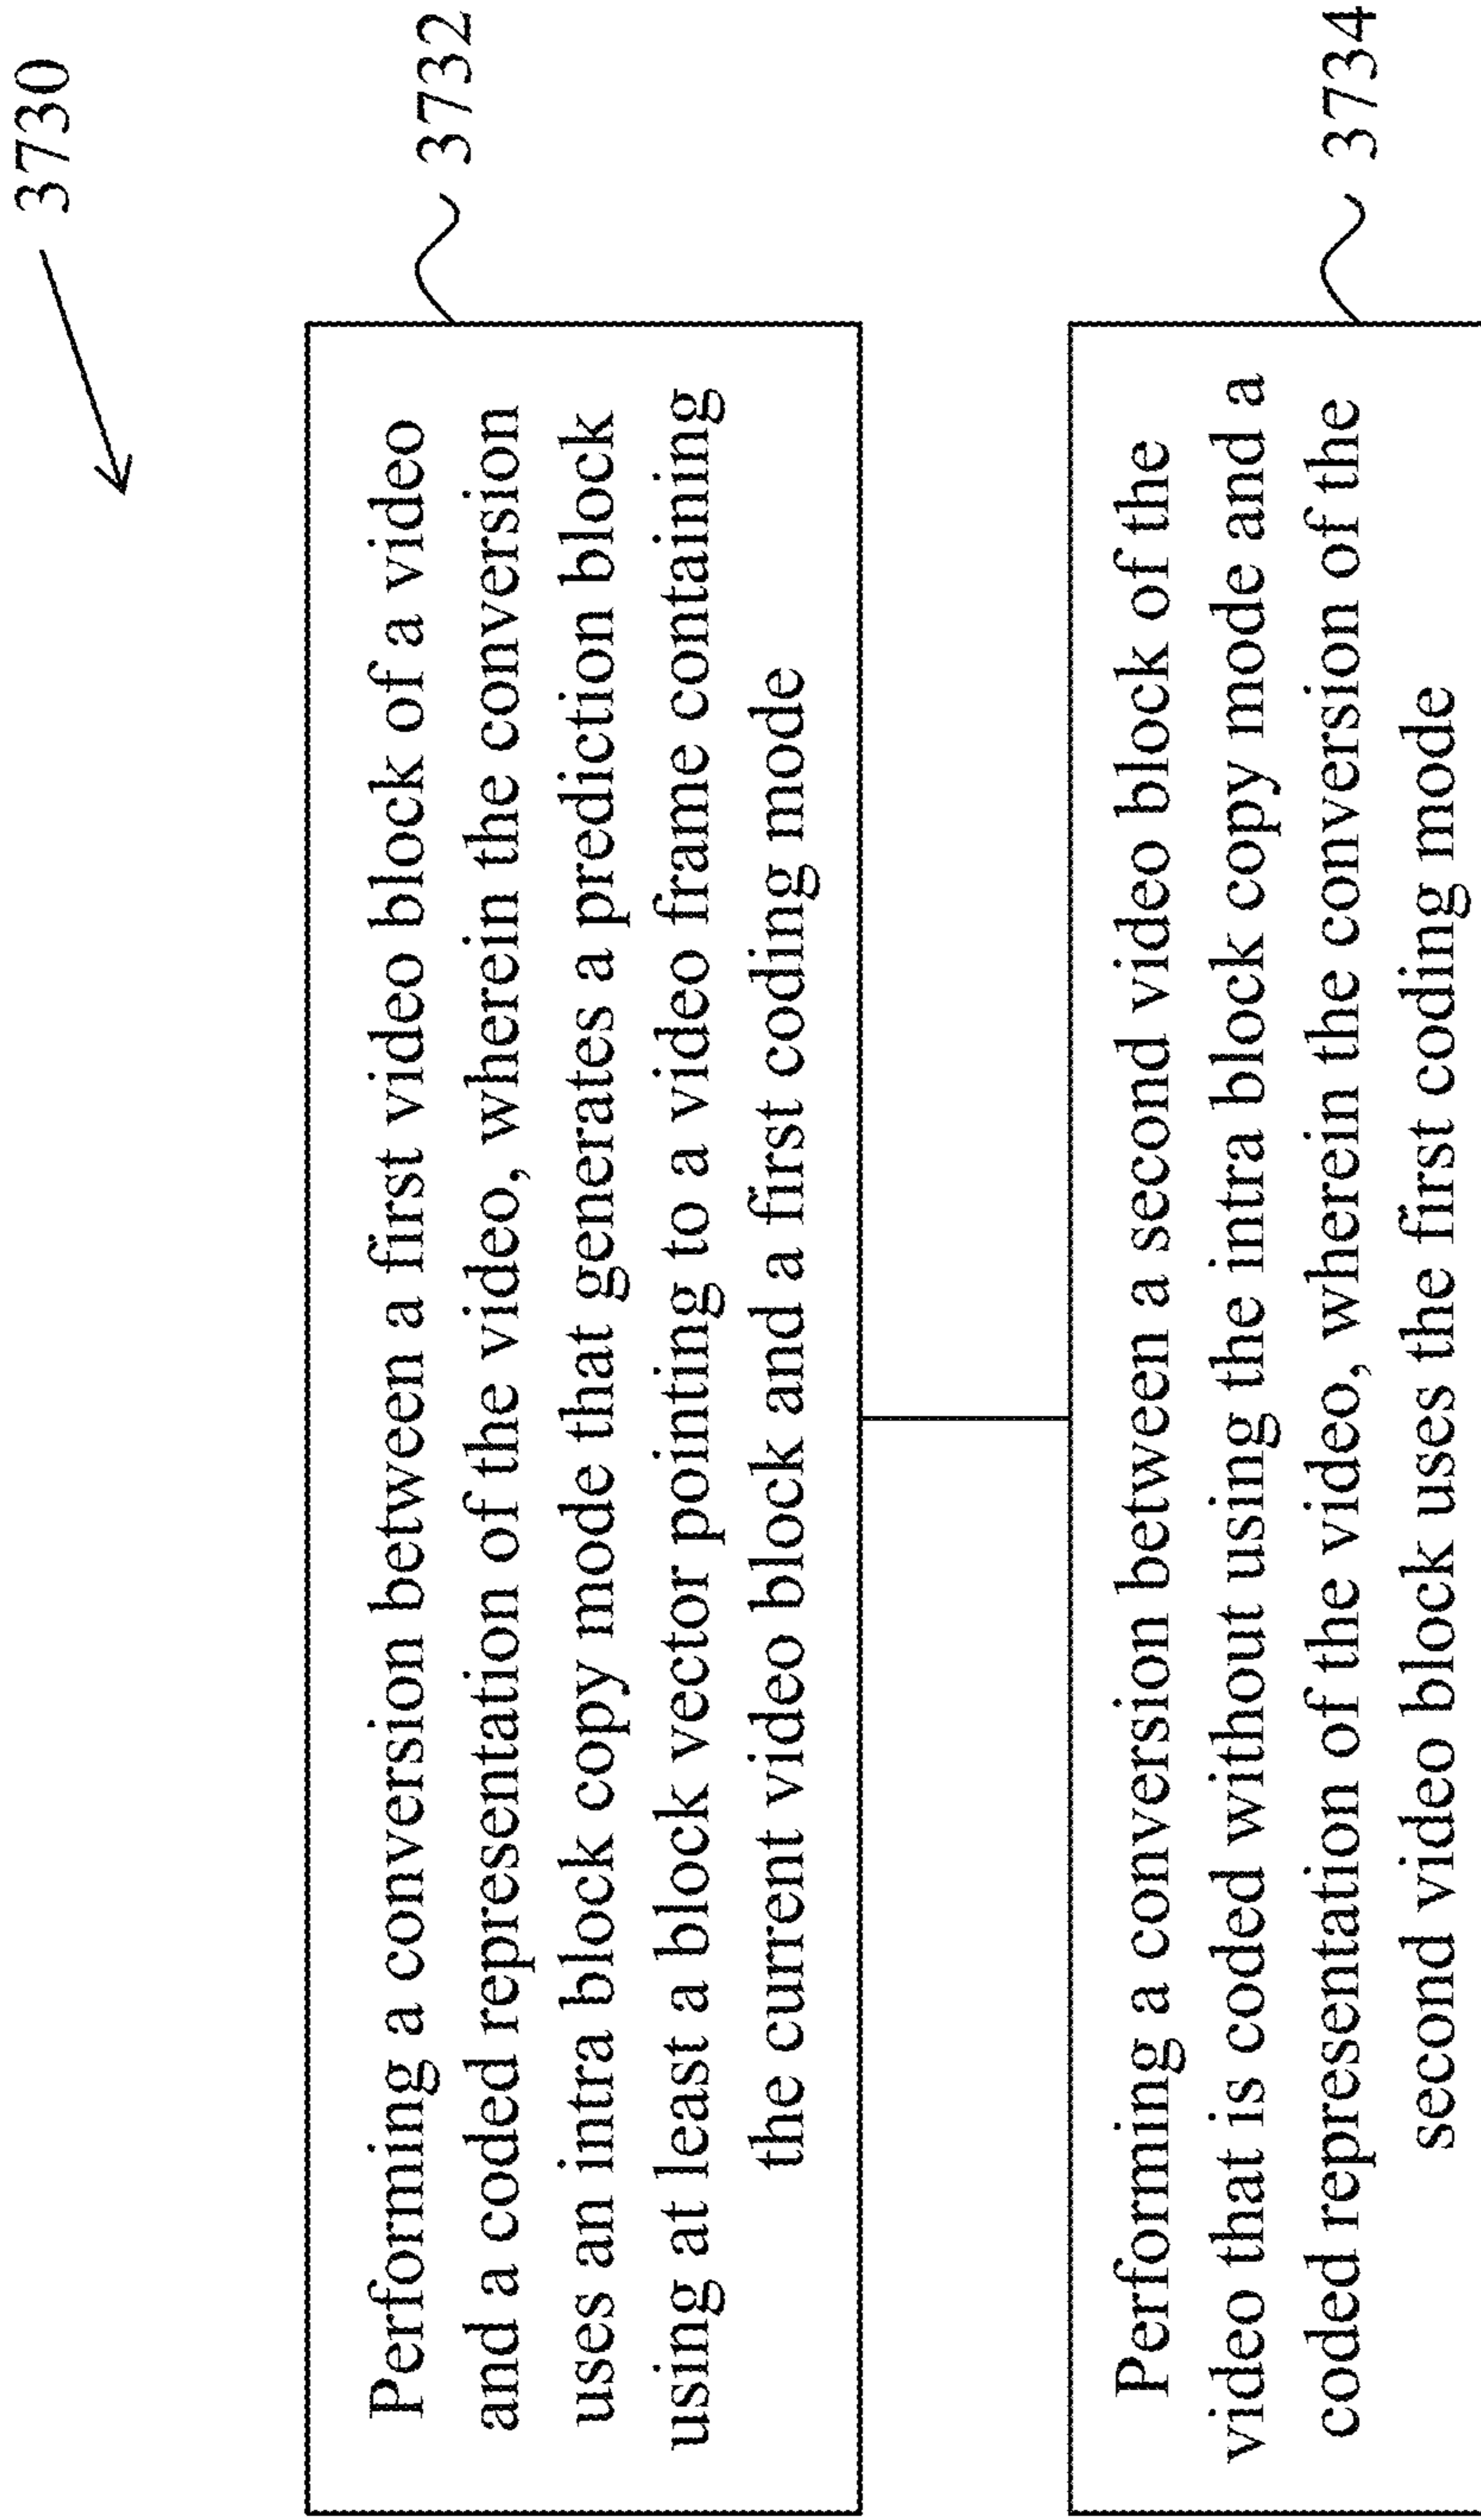 3730
3732
Performing a conversion between a first video block of a video
and a coded representation of the video, wherein the conversion
uses an intra block copy mode that generates a prediction block
using at least a block vector pointing to a video frame containing
the current video block and a first coding mode
3734
Performing a conversion between a second video block of the
video that is coded without using the intra block copy mode and a
coded representation of the video, wherein the conversion of the
second video block uses the first coding mode